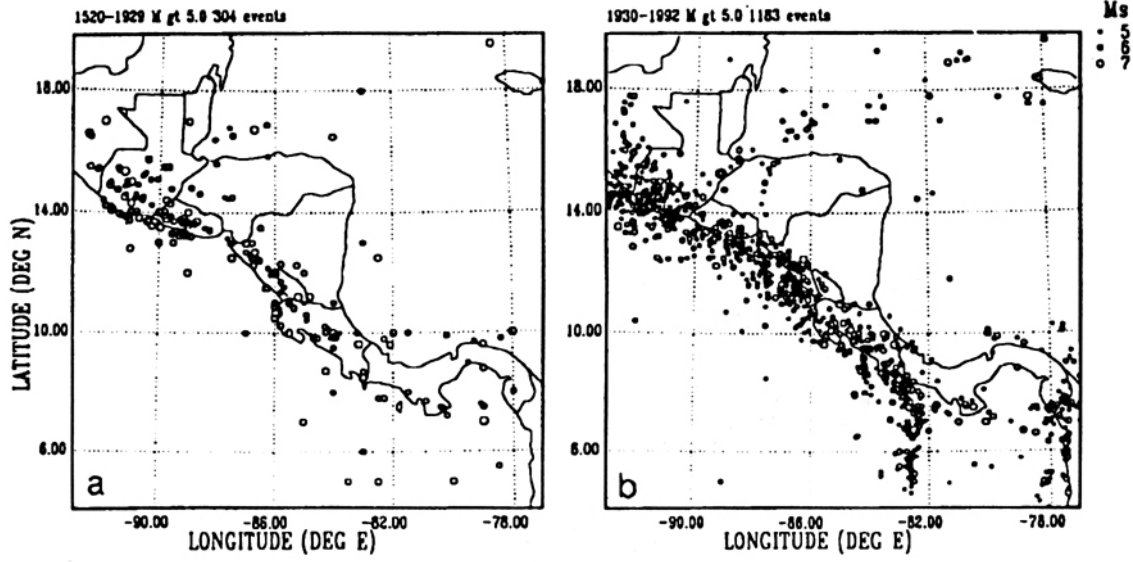 1520-1929 M gt 5.0 304 events
1930-1992 M gt 5.0 1183 events
Ms
5
6
7
18.00
14.00
10.00
6.00
LATITUDE (DEG N)
a
-90.00
-86.00
-82.00
-78.00
LONGITUDE (DEG E)
18.00
14.00
10.00
6.00
b
-90.00
-86.00
-82.00
-78.00
LONGITUDE (DEG E)